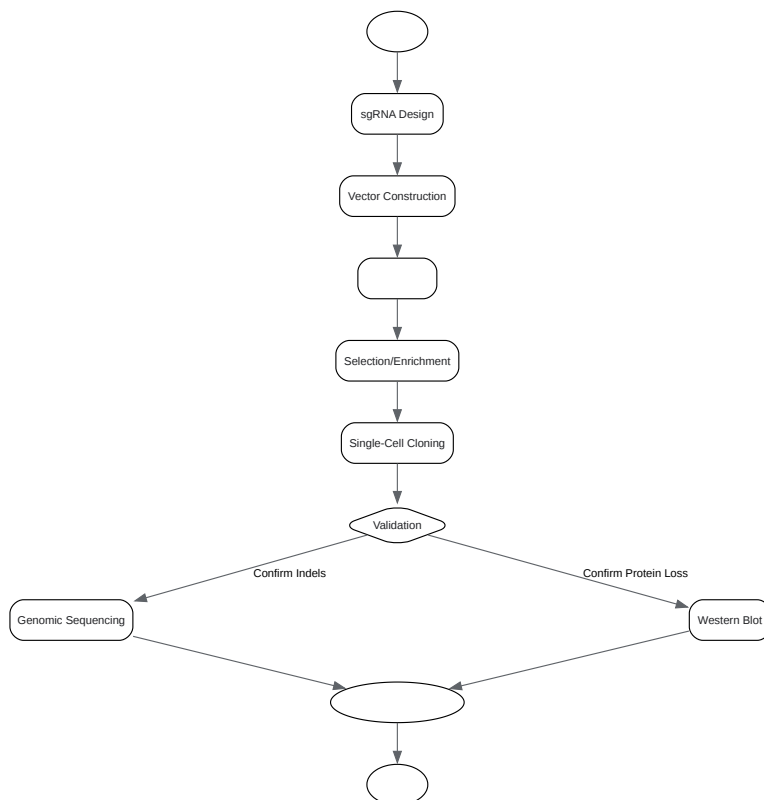 sgRNA Design
Vector Construction
Selection/Enrichment
Single-Cell Cloning
Validation
Confirm Indels
Confirm Protein Loss
Genomic Sequencing
Western Blot